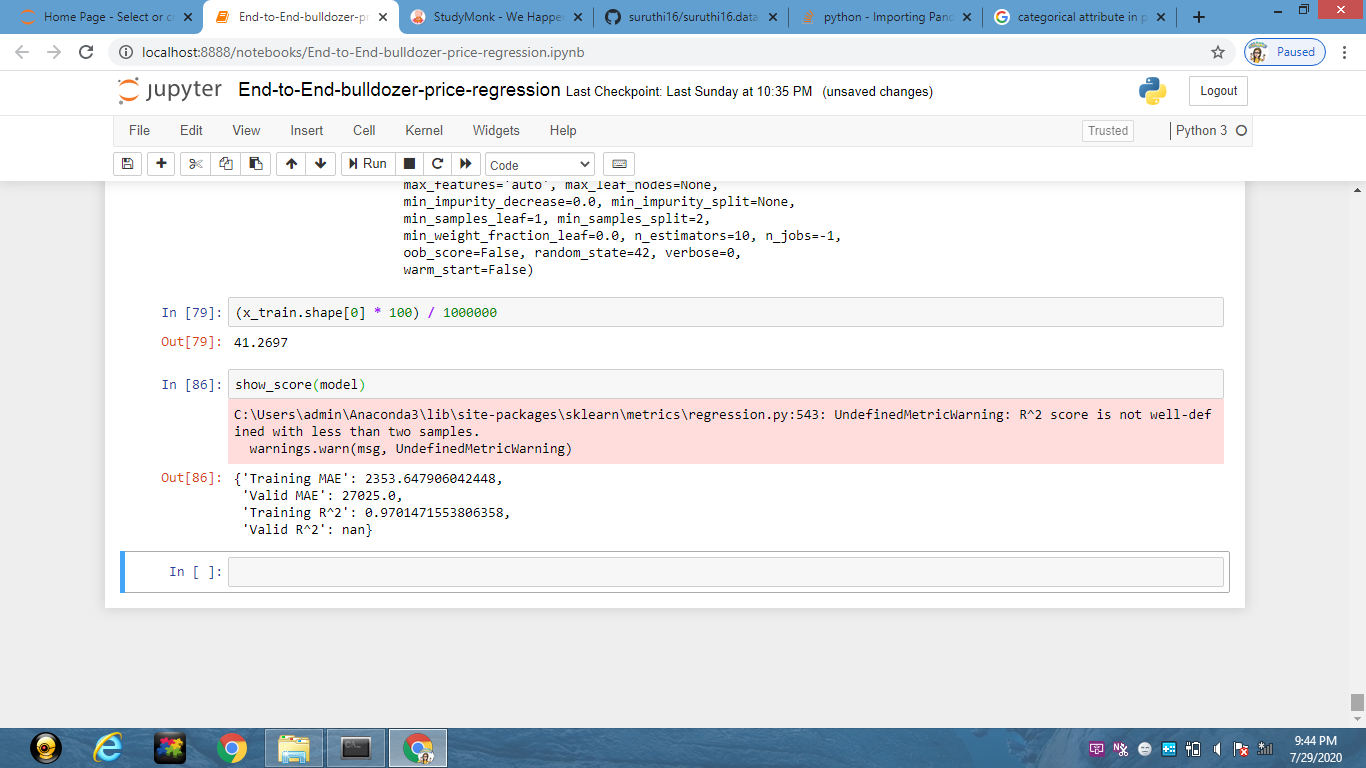 Home Page - Select or c
End-to-End-bulldozer-pr
StudyMonk - We Happe
suruthi16/suruthi16.data
python - Importing Pand
categorical attribute in p
localhost:8888/notebooks/End-to-End-bulldozer-price-regression.ipynb
Paused
jupyter End-to-End-bulldozer-price-regression Last Checkpoint: Last Sunday at 10:35 PM (unsaved changes)
Logout
File Edit View Insert Cell Kernel Widgets Help
Trusted
Python 3
Run
Code
max_features='auto', max_leaf_nodes=None,
min_impurity_decrease=0.0, min_impurity_split=None,
min_samples_leaf=1, min_samples_split=2,
min_weight_fraction_leaf=0.0, n_estimators=10, n_jobs=-1,
oob_score=False, random_state=42, verbose=0,
warm_start=False)
In [79]: (x_train.shape[0] * 100) / 1000000
Out[79]: 41.2697
In [86]: show_score(model)
C:\Users\admin\Anaconda3\lib\site-packages\sklearn\metrics\regression.py:543: UndefinedMetricWarning: R^2 score is not well-def
ined with less than two samples.
warnings.warn(msg, UndefinedMetricWarning)
Out[86]: {'Training MAE': 2353.647906042448,
'Valid MAE': 27025.0,
'Training R^2': 0.9701471553806358,
'Valid R^2': nan}
In [ ]:
9:44 PM
7/29/2020